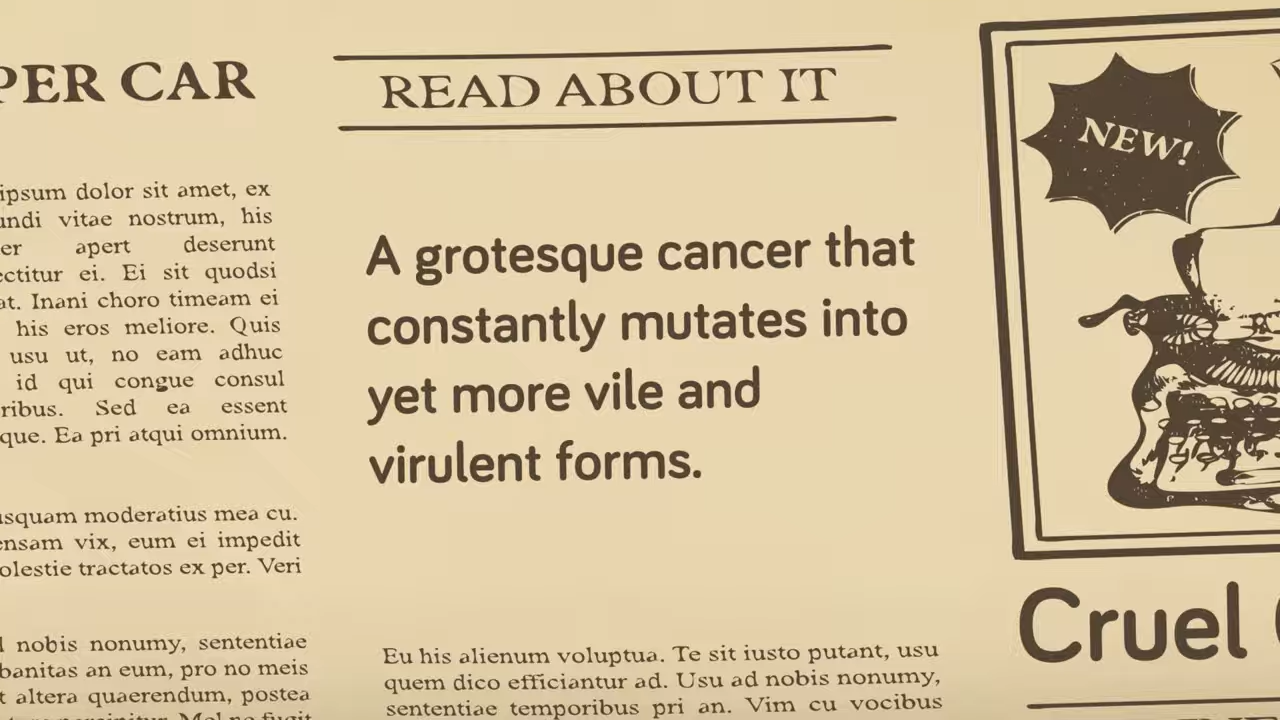 PER CAR
ipsum dolor sit amet, ex
undi vitae nostrum, his
er apert deserunt
ectitur ei. Ei sit quodsi
at. Inani choro timeam ei
his eros meliore. Quis
usu ut, no eam adhuc
id qui congue consul
ribus. Sed ea essent
que. Ea pri atqui omnium.
usquam moderatius mea cu.
ensam vix, eum ei impedit
olestie tractatos ex per. Veri
nobis nonumy, sententiae
banitas an eum, pro no meis
t altera quaerendum, postea
READ ABOUT IT
A grotesque cancer that
constantly mutates into
yet more vile and
virulent forms.
Eu his alienum voluptua. Te sit iusto putant, usu
quem dico efficiantur ad. Usu ad nobis nonumy,
sententiae temporibus pri an. Vim cu vocibus
NEW!
Cruel